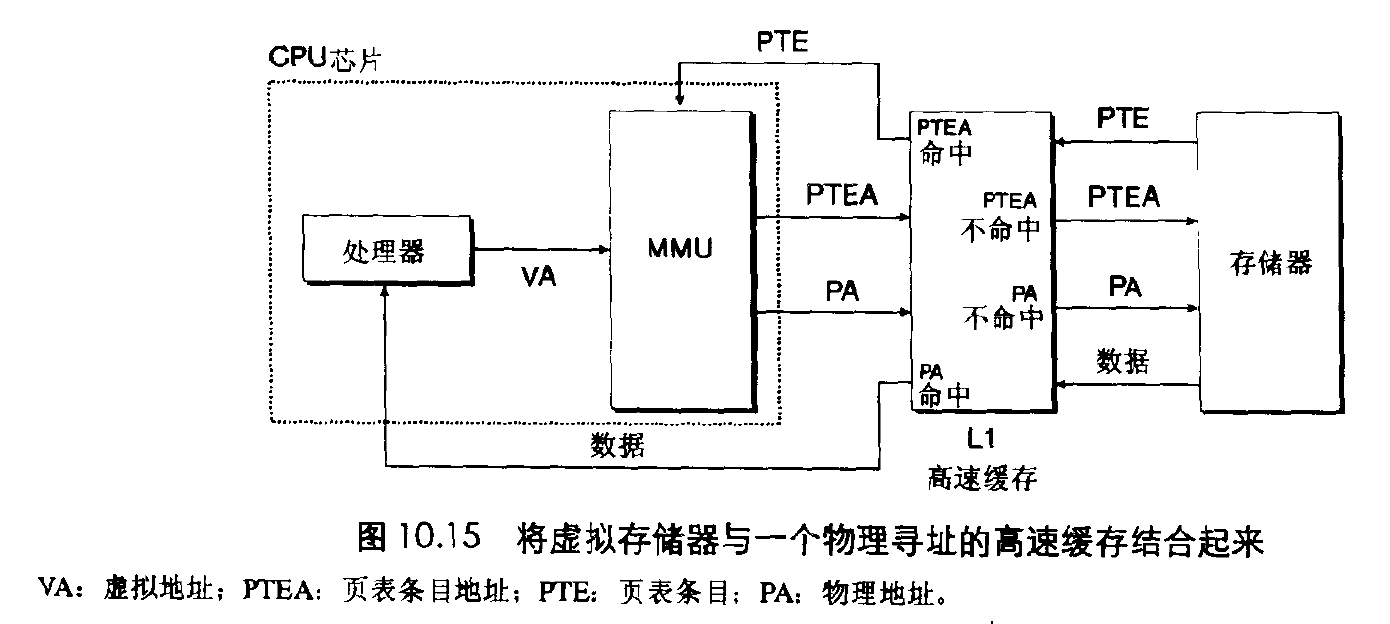 CPU芯片
PTE
PTEA
命中
PTE
PTEA
PTEA
不命中
PTEA
处理器
VA
MMU
存储器
PA
PA
不命中
PA
PA
命中
数据
数据
L1
高速缓存
图 10.15 将虚拟存储器与一个物理寻址的高速缓存结合起来
VA：虚拟地址；PTEA：页表条目地址；PTE：页表条目；PA：物理地址。